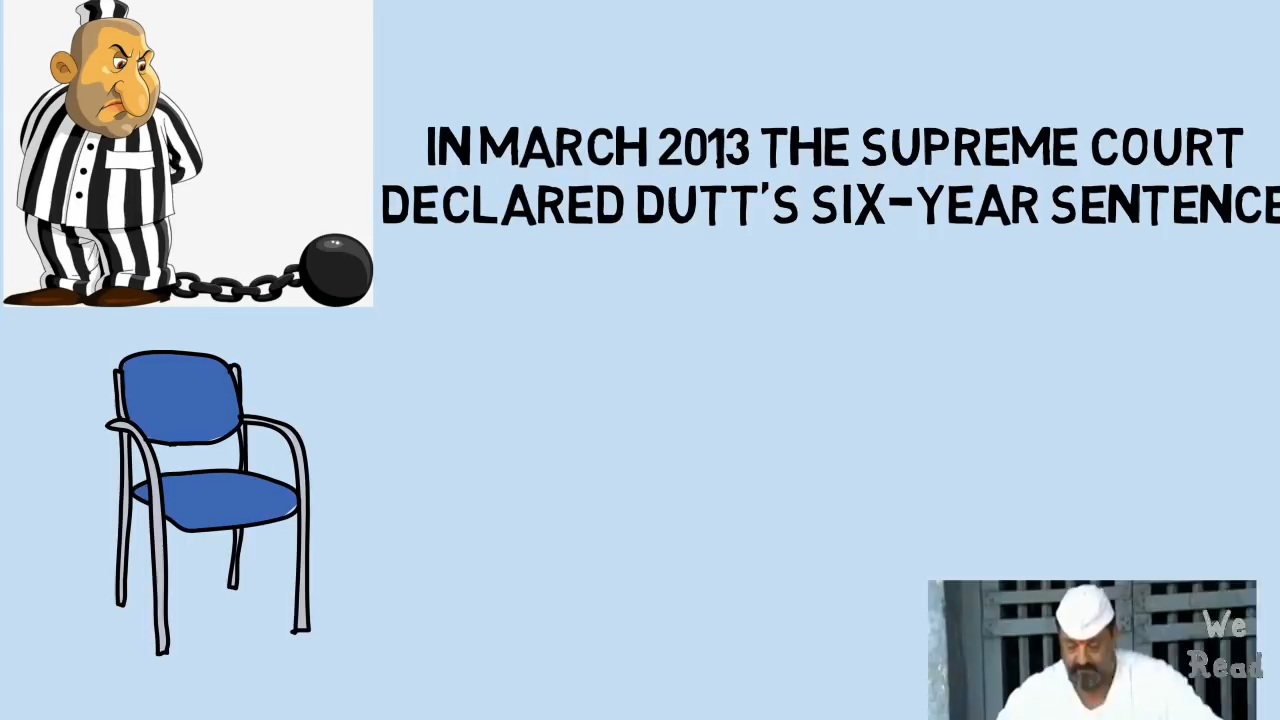 IN MARCH 2013 THE SUPREME COURT
DECLARED DUTT'S SIX-YEAR SENTENCE
We
Read